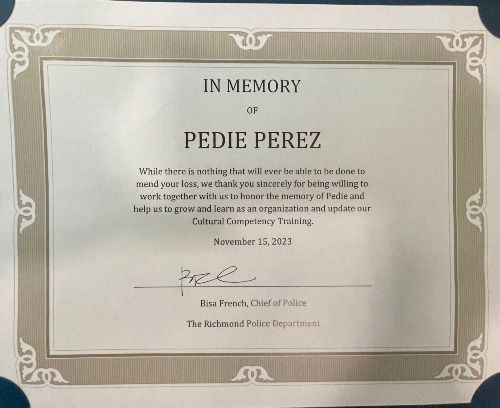 IN MEMORY
OF
PEDIE PEREZ
While there is nothing that will ever be able to be done to
mend your loss, we thank you sincerely for being willing to
work together with us to honor the memory of Pedie and
help us to grow and learn as an organization and update our
Cultural Competency Training.
November 15, 2023
Bisa French, Chief of Police
The Richmond Police Department